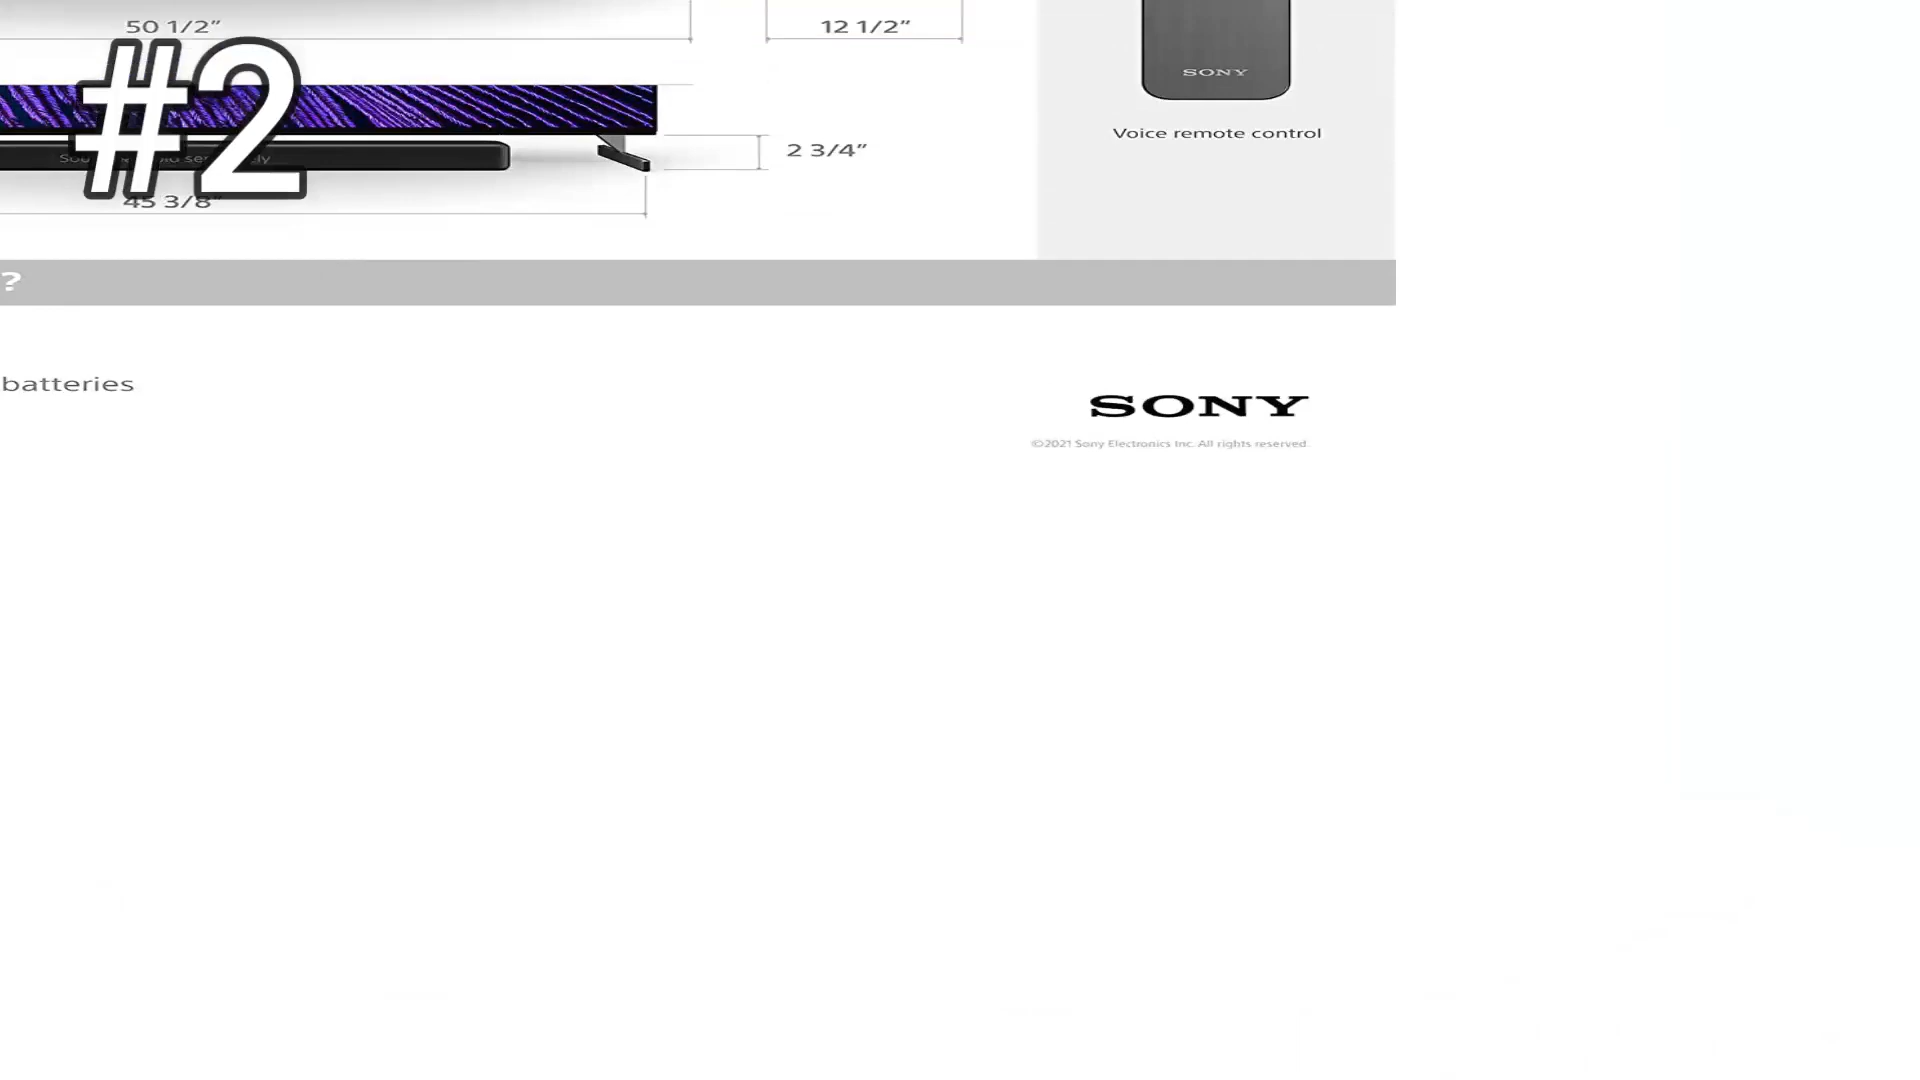 50 1/2” 12 1/2”
#2
SONY
Voice remote control
2 3/4”
45 3/8”
?
batteries
SONY
©2021 Sony Electronics Inc. All rights reserved.